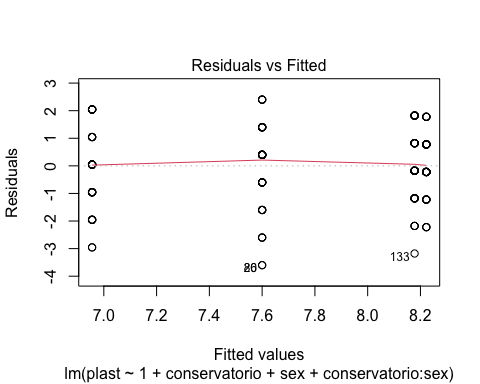 Residuals vs Fitted
Residuals
3
2
1
0
-1
-2
-3
-4
133
7.0 7.2 7.4 7.6 7.8 8.0 8.2
Fitted values
lm(plast ~ 1 + conservatorio + sex + conservatorio:sex)